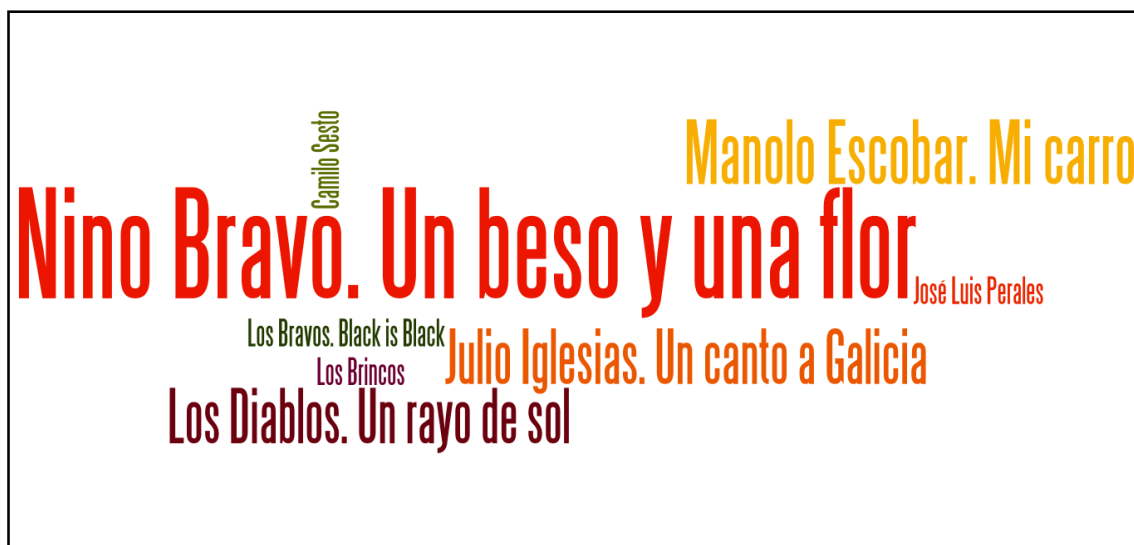 Camilo Sesto
Manolo Escobar. Mi carro
Nino Bravo. Un beso y una flor
José Luis Perales
Los Bravos. Black is Black
Julio Iglesias. Un canto a Galicia
Los Brincos
Los Diablos. Un rayo de sol